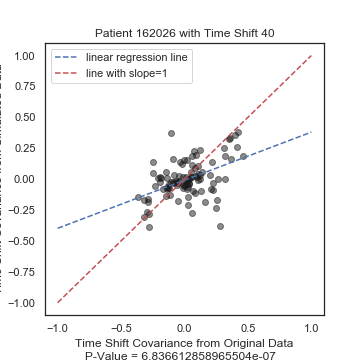 Patient 162026 with Time Shift 40
linear regression line
line with slope=1
1.00
0.75
0.50
0.25
0.00
−0.25
−0.50
−0.75
−1.00
−1.0
−0.5
0.0
0.5
1.0
Time Shift Covariance from Original Data
P-Value = 6.836612858965504e-07